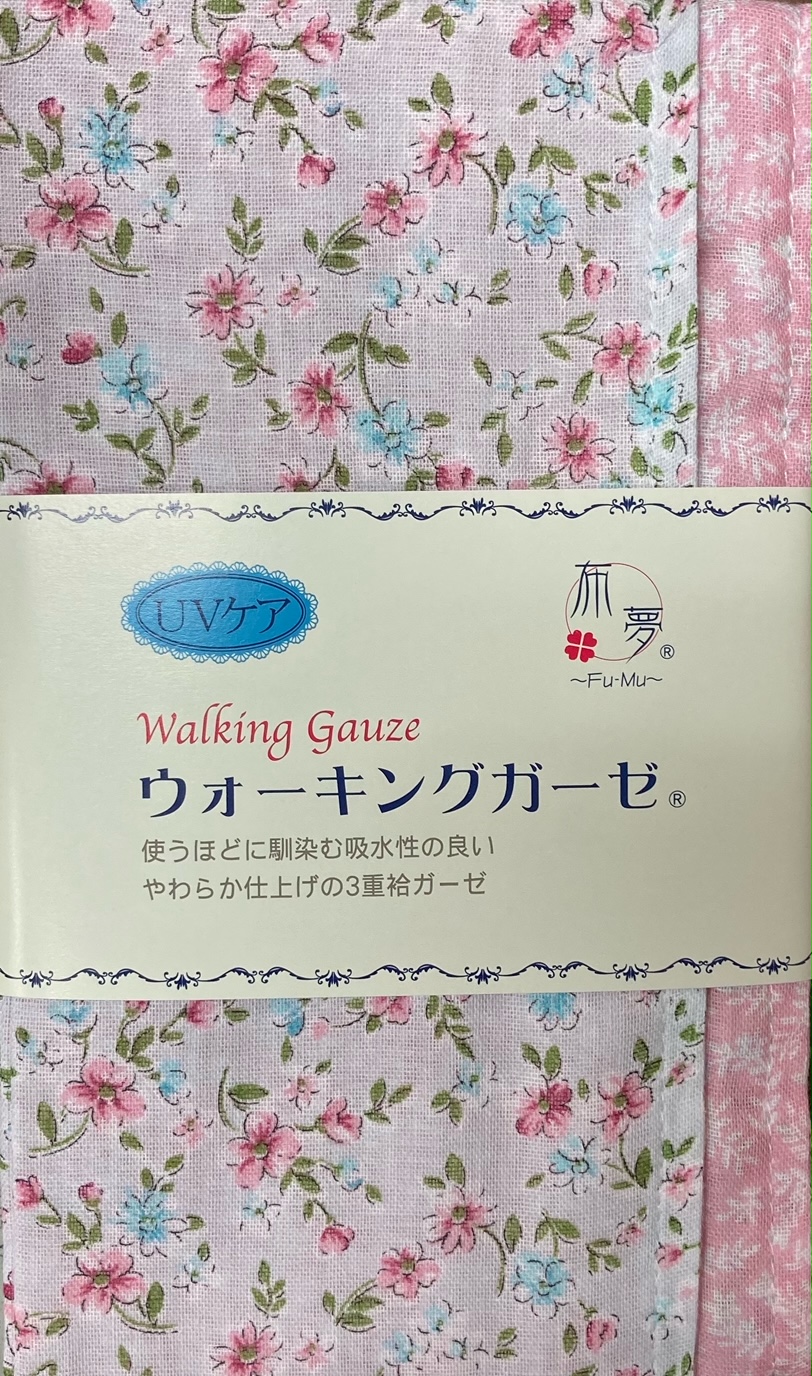 UVケア
布夢®
~Fu-Mu~
Walking Gauze
ウォーキングガーゼ®
使うほどに馴染む吸水性の良い
やわらか仕上げの3重袷ガーゼ